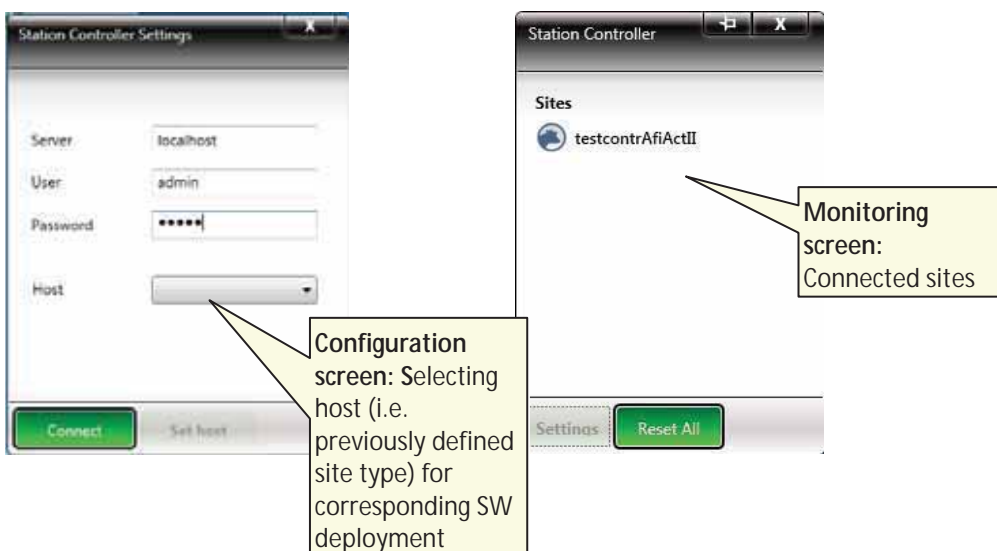 Station Controller Settings
X
Server
localhost
User
admin
Password
Host
Connect
Set host
Configuration
screen: Selecting
host (i.e.
previously defined
site type) for
corresponding SW
deployment
Station Controller
X
Sites
testcontrAfiActII
Monitoring
screen:
Connected sites
Settings
Reset All